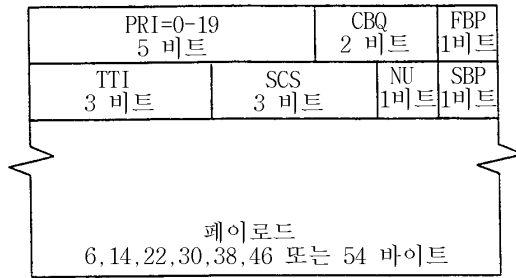 PRI=0-19 CBQ FBP
5 비트 2 비트 1비트
TTI SCS NU SBP
3 비트 3 비트 1비트 1비트
페이로드
6,14,22,30,38,46 또는 54 바이트